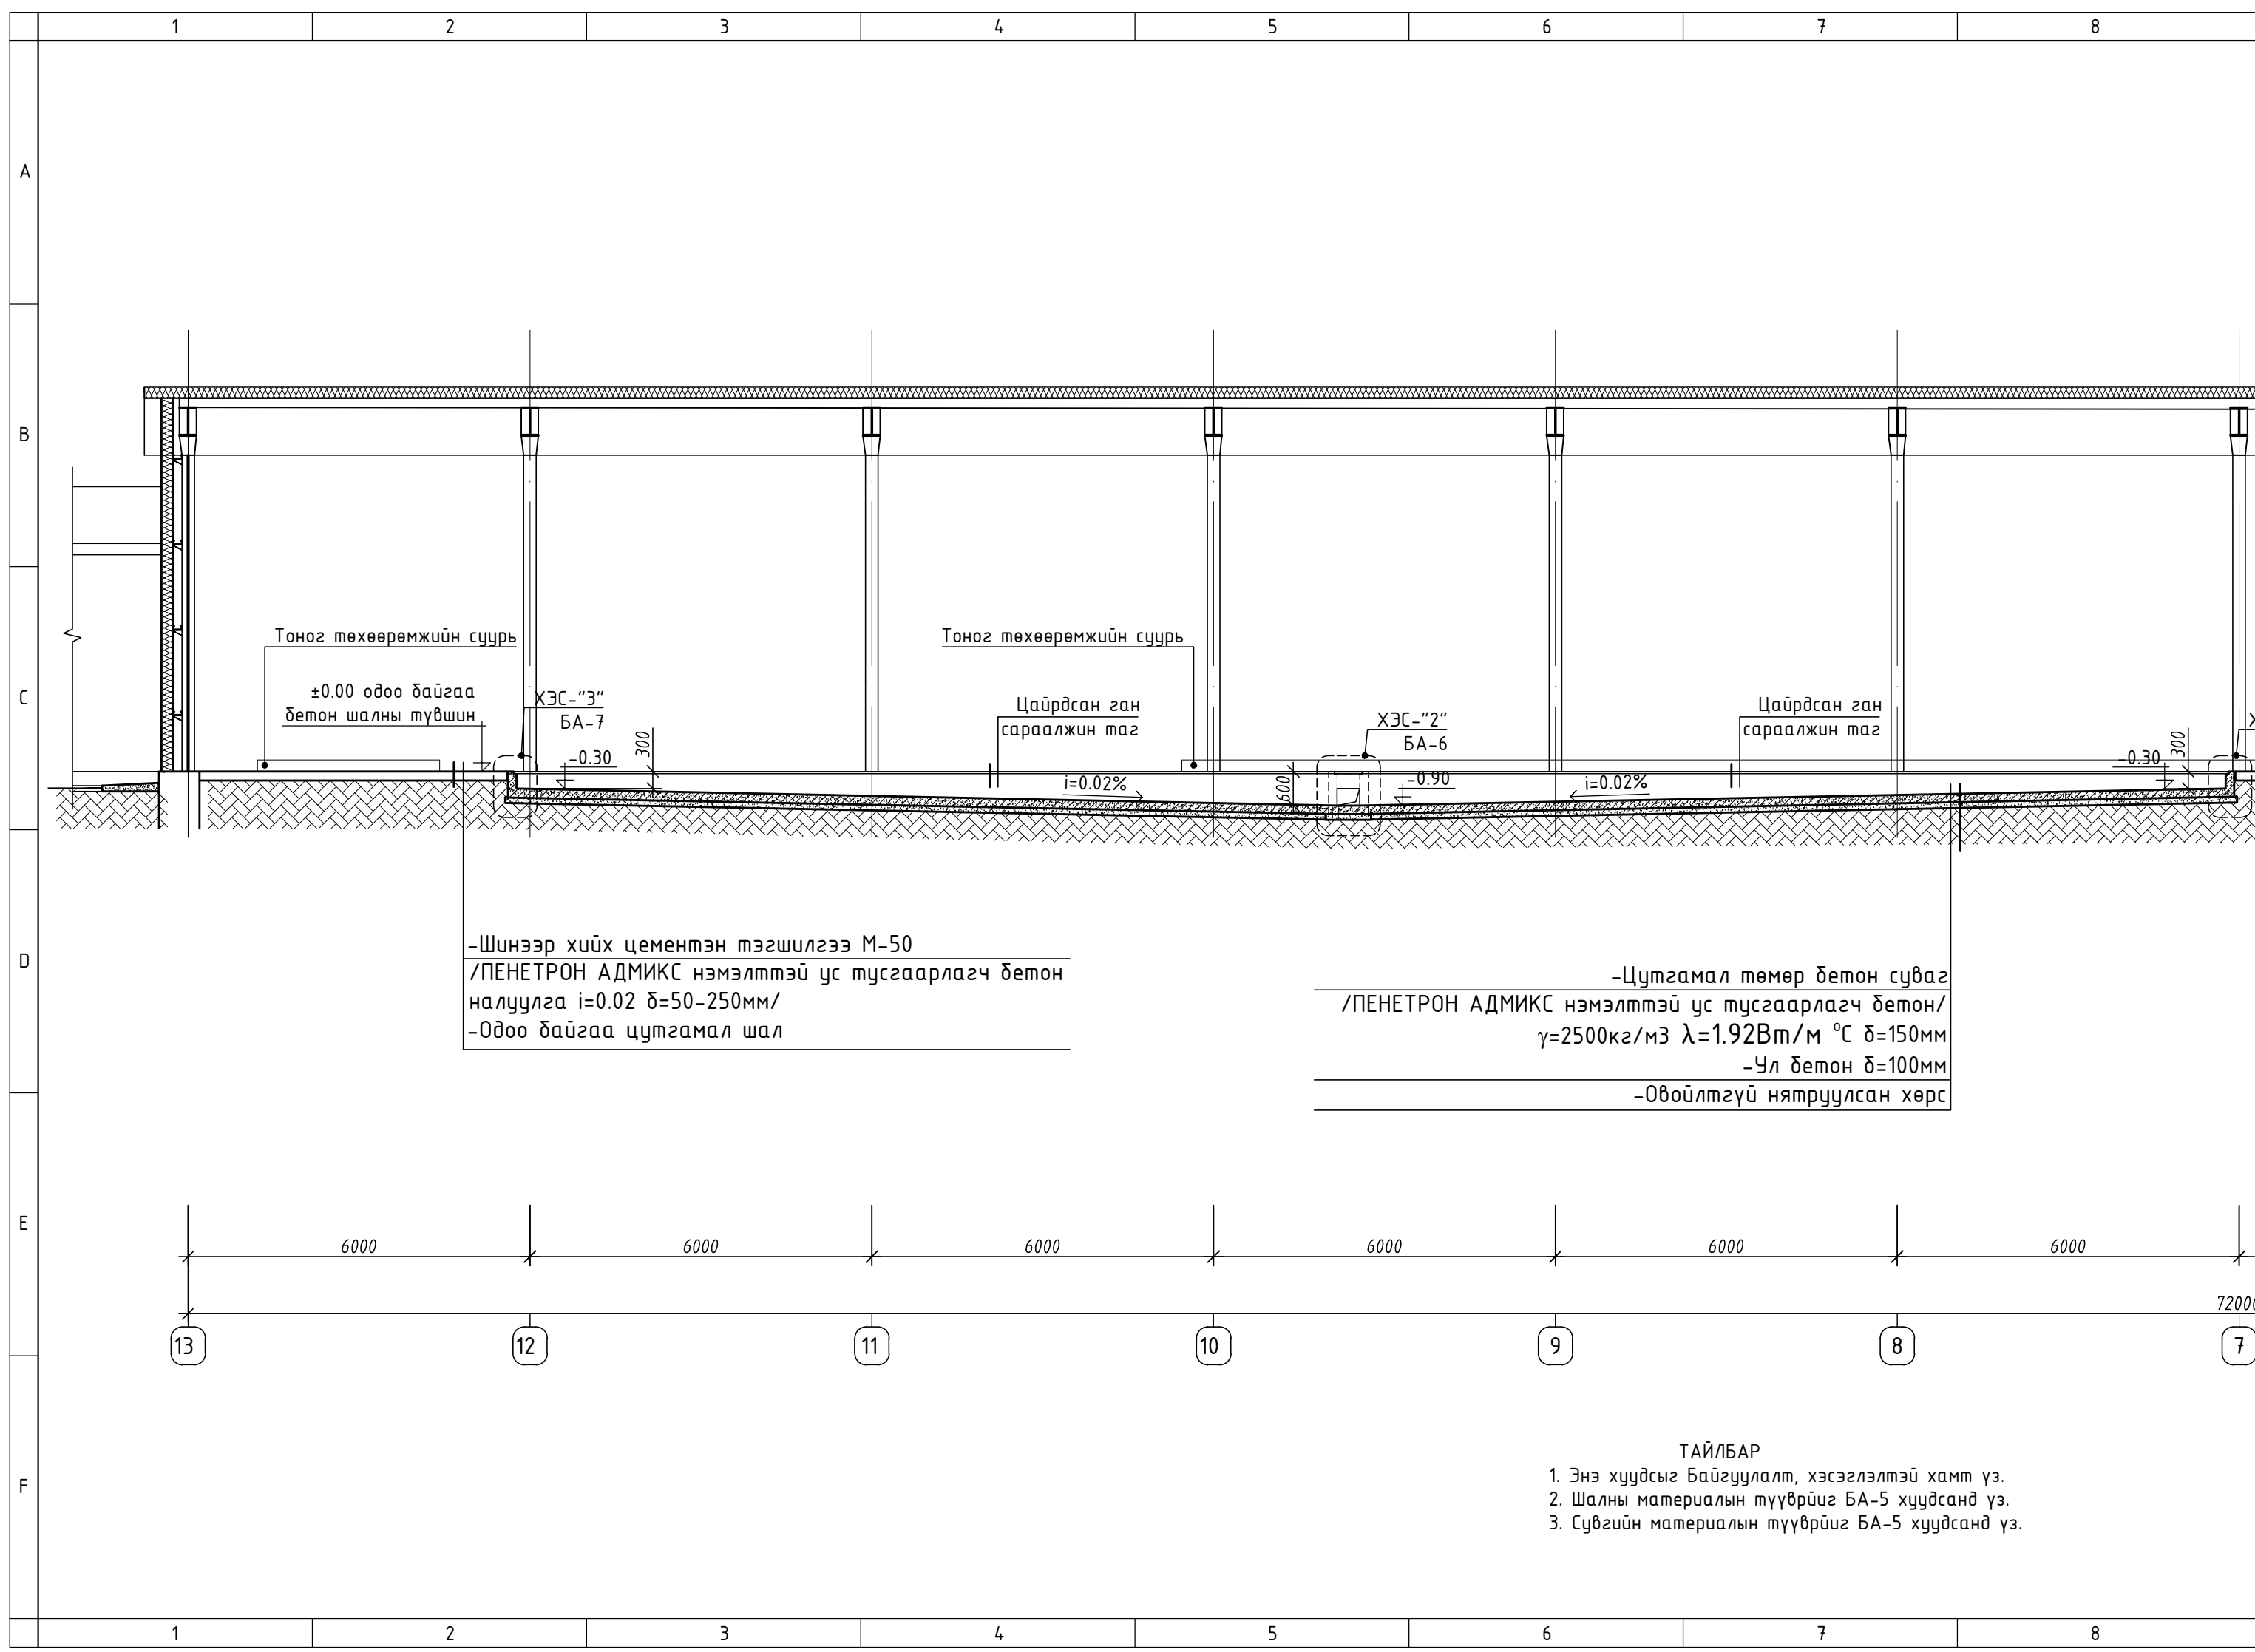 1 2 3 4 5 6 7 8
A
B
Тоног төхөөрөмжийн суурь
Тоног төхөөрөмжийн суурь
C
±0.00 одоо байгаа
бетон шалны түвшин
ХЭС-"3"
БА-7
-0.30
300
Цайрдсан ган
сараалжин таг
ХЭС-"2"
БА-6
Цайрдсан ган
сараалжин таг
300
-0.30
i=0.02%
600
-0.90
i=0.02%
D
-Шинээр хийх цементэн тэгшилгээ М-50
/ПЕНЕТРОН АДМИКС нэмэлттэй ус тусгаарлагч бетон
налуулга i=0.02 δ=50-250мм/
-Одоо байгаа цутгамал шал
-Цутгамал төмөр бетон суваг
/ПЕНЕТРОН АДМИКС нэмэлттэй ус тусгаарлагч бетон/
γ=2500кг/м3 λ=1.92Вт/м °С δ=150мм
-Ул бетон δ=100мм
-Овойлтгүй нятруулсан хөрс
E
6000 6000 6000 6000 6000 6000
13 12 11 10 9 8 7
F
ТАЙЛБАР
1. Энэ хуудсыг Байгуулалт, хэсэглэлтэй хамт үз.
2. Шалны материалын түүврийг БА-5 хуудсанд үз.
3. Сувгийн материалын түүврийг БА-5 хуудсанд үз.
1 2 3 4 5 6 7 8